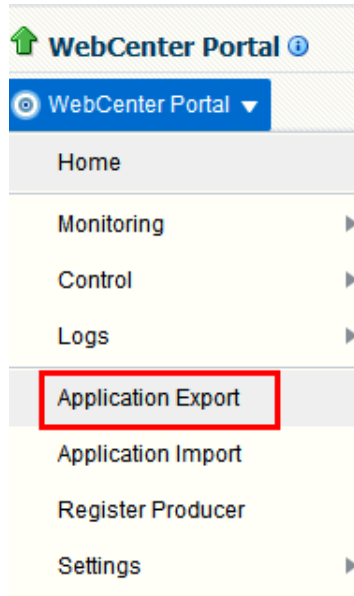 WebCenter Portal
WebCenter Portal
Home
Monitoring
Control
Logs
Application Export
Application Import
Register Producer
Settings